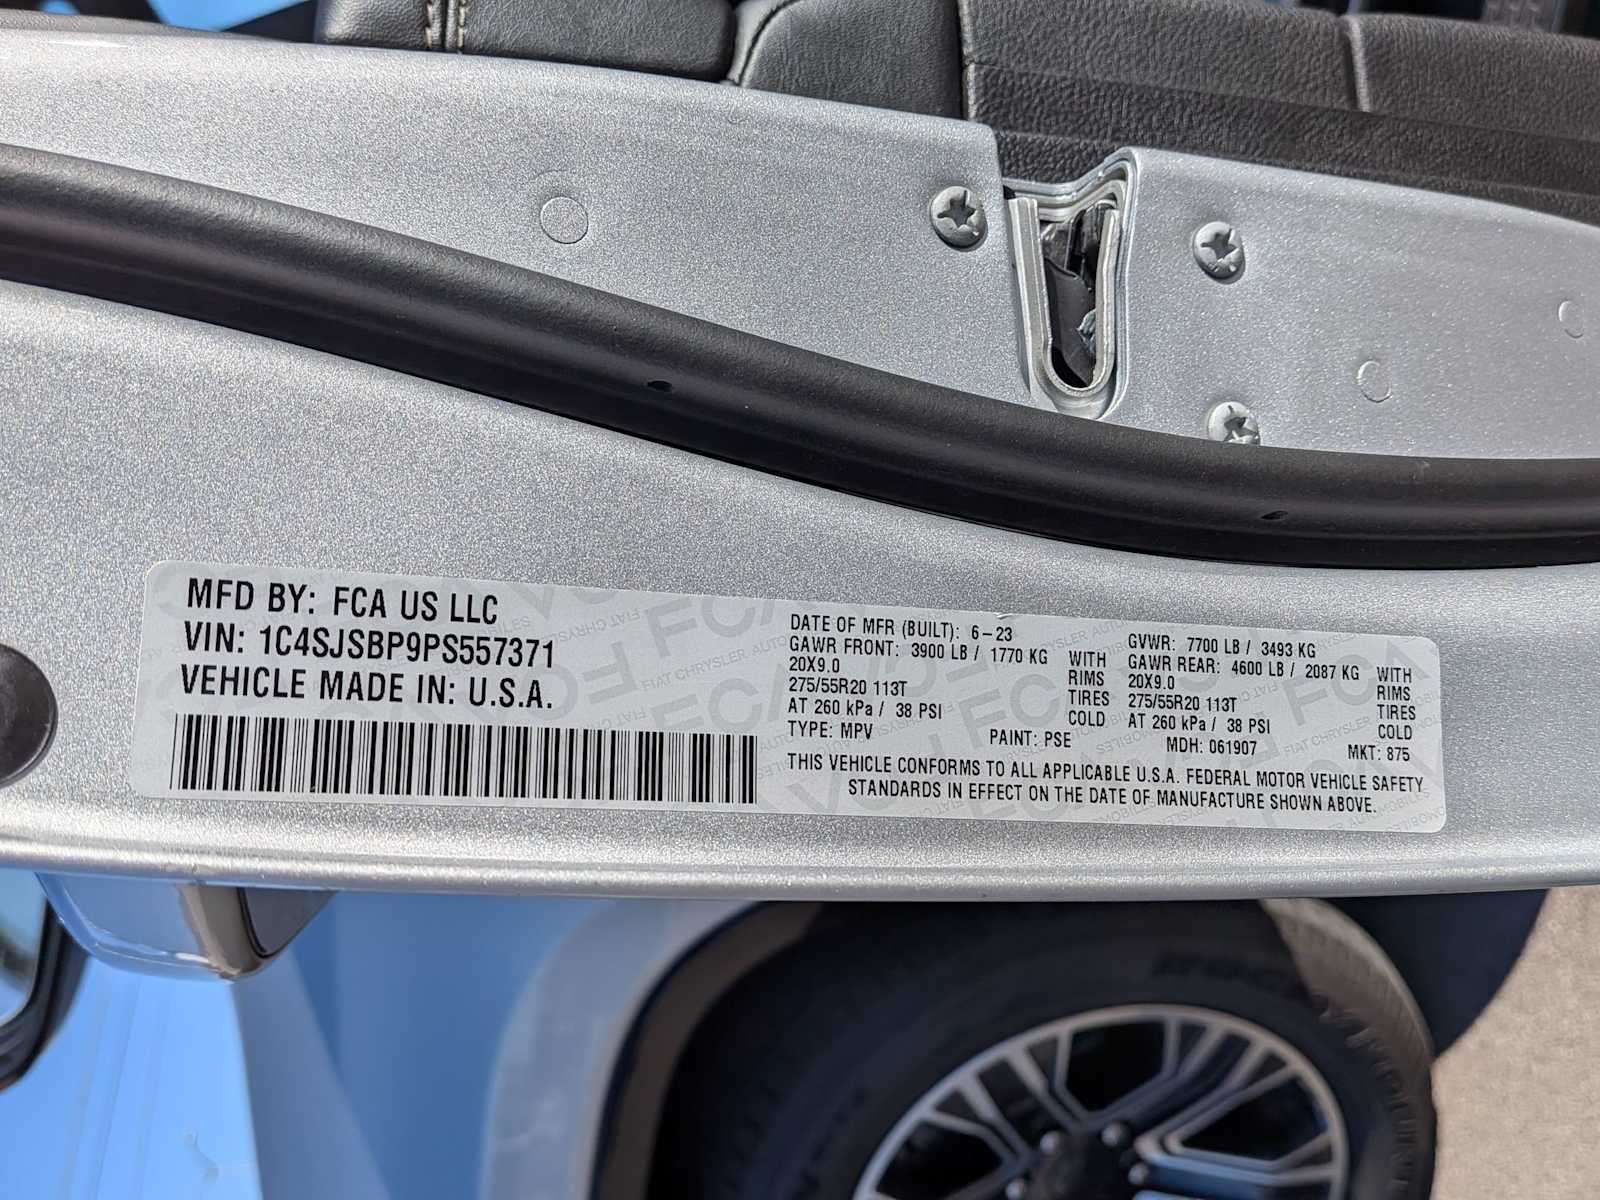 MFD BY: FCA US LLC
VIN: 1C4SJSBP9PS557371
VEHICLE MADE IN: U.S.A.
DATE OF MFR (BUILT): 6-23
GAWR FRONT: 3900 LB / 1770 KG WITH
20X9.0 RIMS
275/55R20 113T TIRES
AT 260 kPa / 38 PSI COLD
TYPE: MPV PAINT: PSE
GVWR: 7700 LB / 3493 KG
GAWR REAR: 4600 LB / 2087 KG WITH
20X9.0 RIMS
275/55R20 113T TIRES
AT 260 kPa / 38 PSI COLD
MDH: 061907 MKT: 875
THIS VEHICLE CONFORMS TO ALL APPLICABLE U.S.A. FEDERAL MOTOR VEHICLE SAFETY
STANDARDS IN EFFECT ON THE DATE OF MANUFACTURE SHOWN ABOVE.